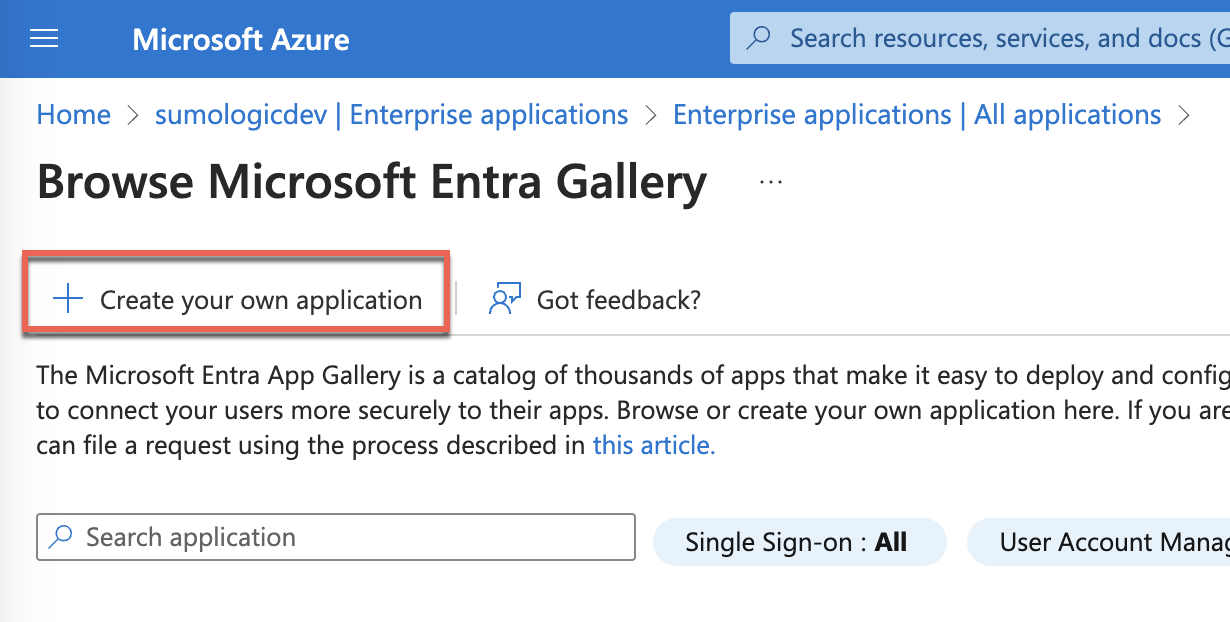 Microsoft Azure
Search resources, services, and docs (G
Home > sumologicdev | Enterprise applications > Enterprise applications | All applications >
Browse Microsoft Entra Gallery ...
+ Create your own application
Got feedback?
The Microsoft Entra App Gallery is a catalog of thousands of apps that make it easy to deploy and config
to connect your users more securely to their apps. Browse or create your own application here. If you are
can file a request using the process described in this article.
Search application
Single Sign-on : All
User Account Manag